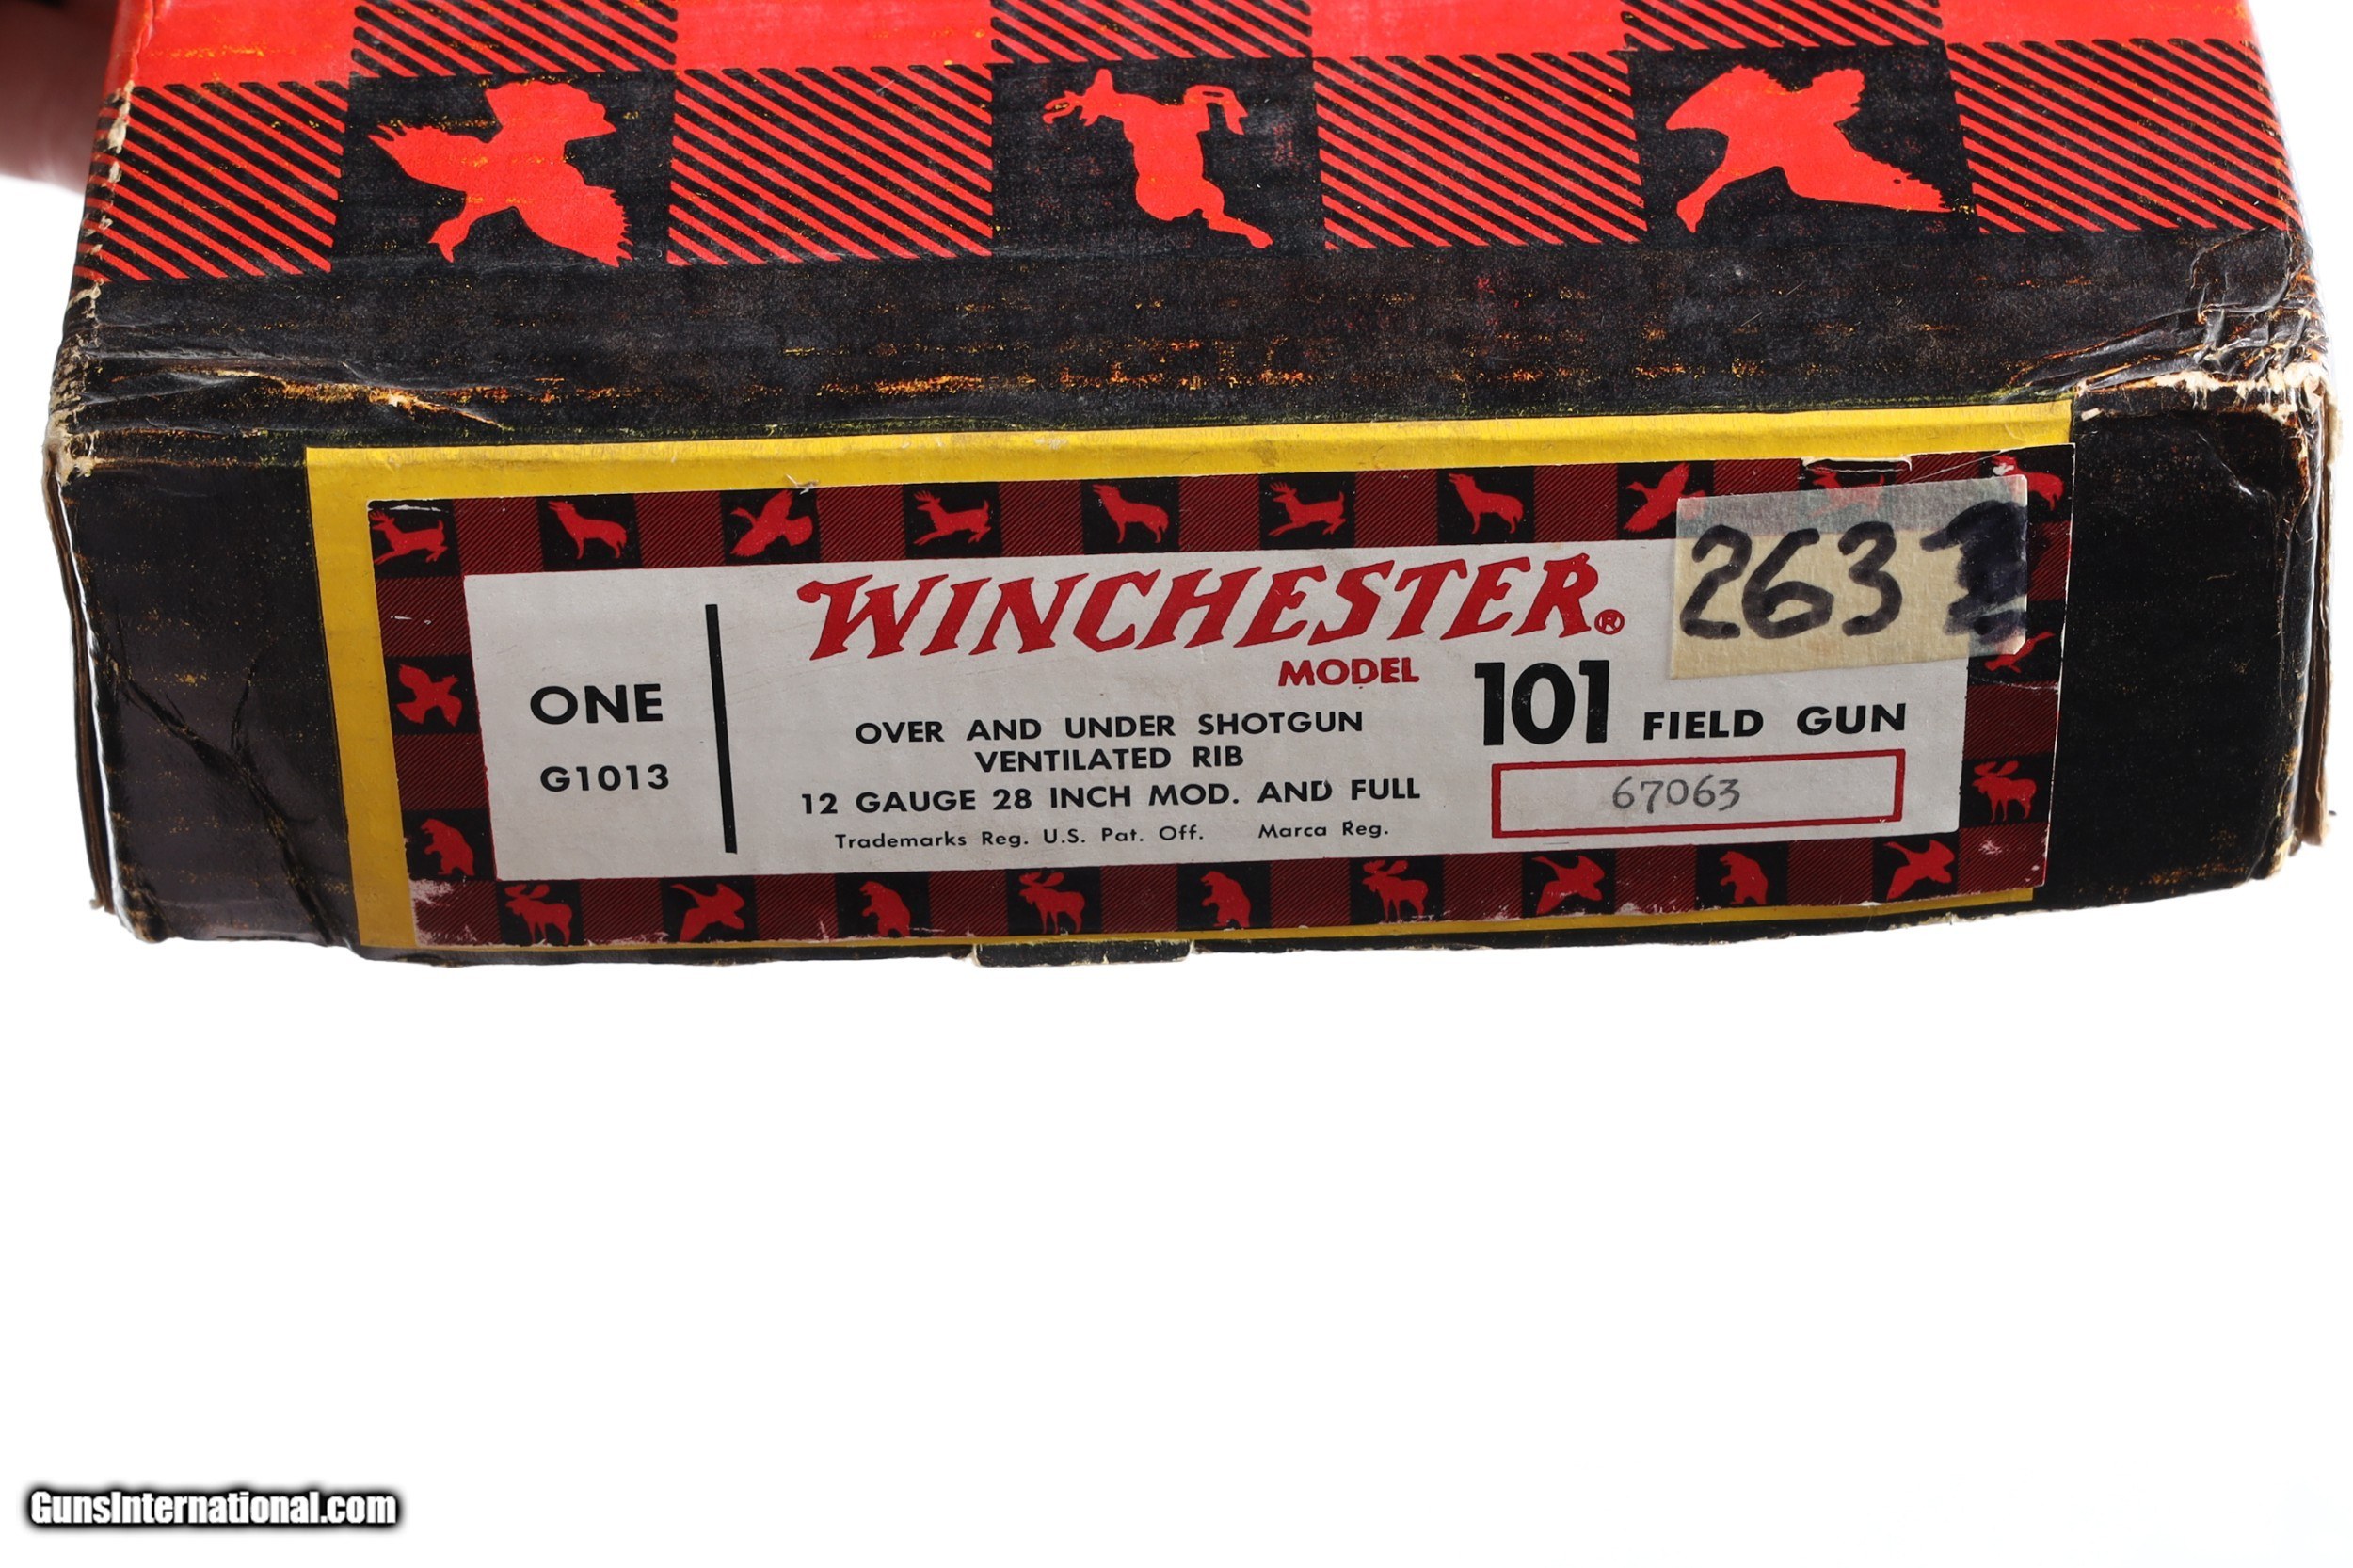 WINCHESTER®
MODEL 101 FIELD GUN
ONE
G1013
OVER AND UNDER SHOTGUN
VENTILATED RIB
12 GAUGE 28 INCH MOD. AND FULL
Trademarks Reg. U.S. Pat. Off. Marca Reg.
67063
263
GunsInternational.com